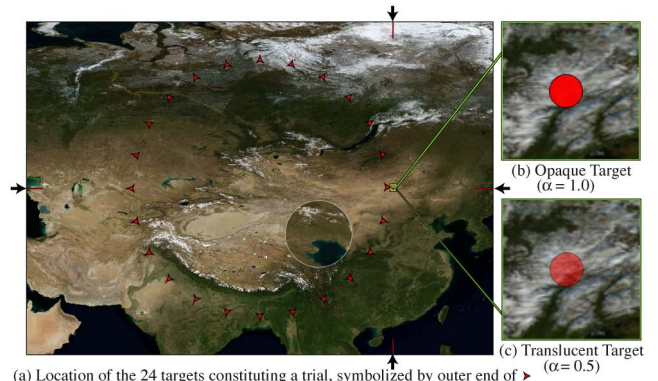 (b) Opaque Target
(α = 1.0)
(c) Translucent Target
(α= 0.5)
(a) Location of the 24 targets constituting a trial, symbolized by outer end of ➤